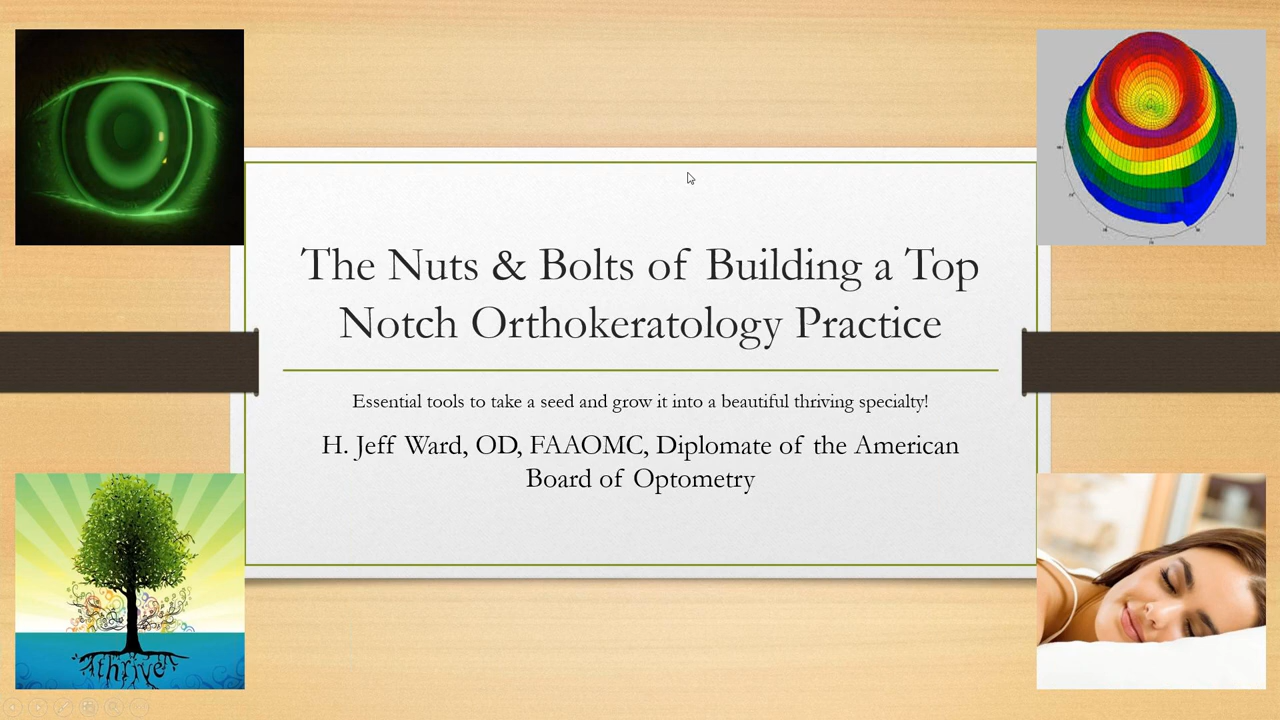 The Nuts & Bolts of Building a Top
Notch Orthokeratology Practice
Essential tools to take a seed and grow it into a beautiful thriving specialty!
H. Jeff Ward, OD, FAAOMC, Diplomate of the American
Board of Optometry
thrive